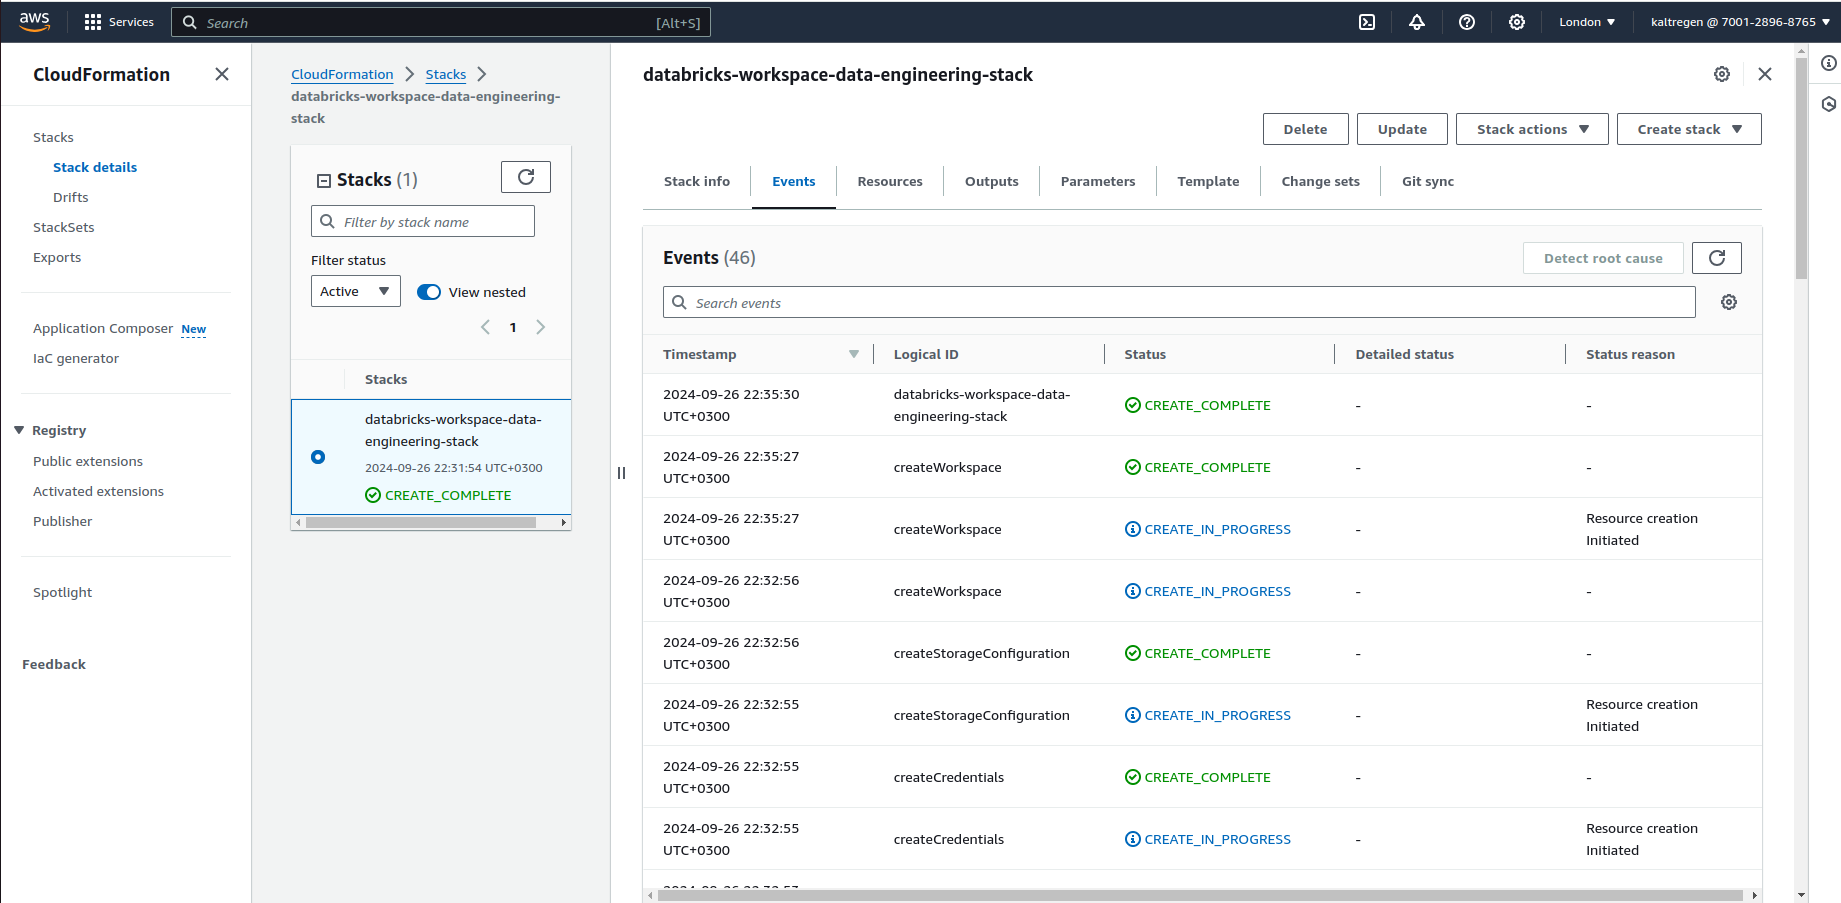 aws
Services
Search
[Alt+S]
London
kaltregen @ 7001-2896-8765
CloudFormation
Stacks
Stack details
Drifts
StackSets
Exports
Application Composer New
IaC generator
Registry
Public extensions
Activated extensions
Publisher
Spotlight
Feedback
CloudFormation
Stacks
databricks-workspace-data-engineering-
stack
Stacks (1)
Filter by stack name
Filter status
Active
View nested
1
Stacks
databricks-workspace-data-
engineering-stack
2024-09-26 22:31:54 UTC+0300
CREATE_COMPLETE
databricks-workspace-data-engineering-stack
Delete
Update
Stack actions
Create stack
Stack info
Events
Resources
Outputs
Parameters
Template
Change sets
Git sync
Events (46)
Detect root cause
Search events
Timestamp
Logical ID
Status
Detailed status
Status reason
2024-09-26 22:35:30
UTC+0300
databricks-workspace-data-
engineering-stack
CREATE_COMPLETE
-
-
2024-09-26 22:35:27
UTC+0300
createWorkspace
CREATE_COMPLETE
-
-
2024-09-26 22:35:27
UTC+0300
createWorkspace
CREATE_IN_PROGRESS
-
Resource creation
Initiated
2024-09-26 22:32:56
UTC+0300
createWorkspace
CREATE_IN_PROGRESS
-
-
2024-09-26 22:32:56
UTC+0300
createStorageConfiguration
CREATE_COMPLETE
-
-
2024-09-26 22:32:55
UTC+0300
createStorageConfiguration
CREATE_IN_PROGRESS
-
Resource creation
Initiated
2024-09-26 22:32:55
UTC+0300
createCredentials
CREATE_COMPLETE
-
-
2024-09-26 22:32:55
UTC+0300
createCredentials
CREATE_IN_PROGRESS
-
Resource creation
Initiated